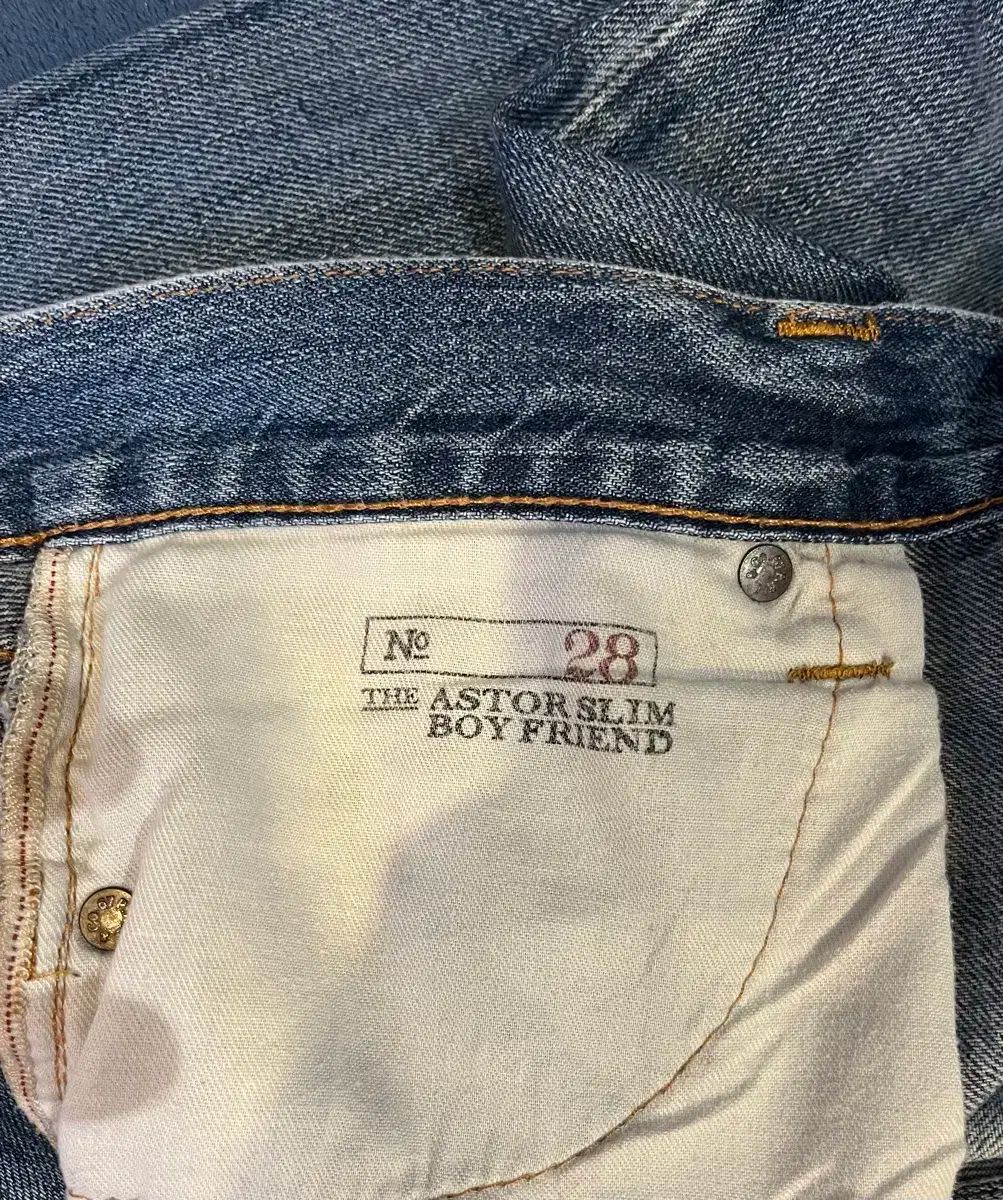 Nº 28
THE ASTOR SLIM
BOY FRIEND